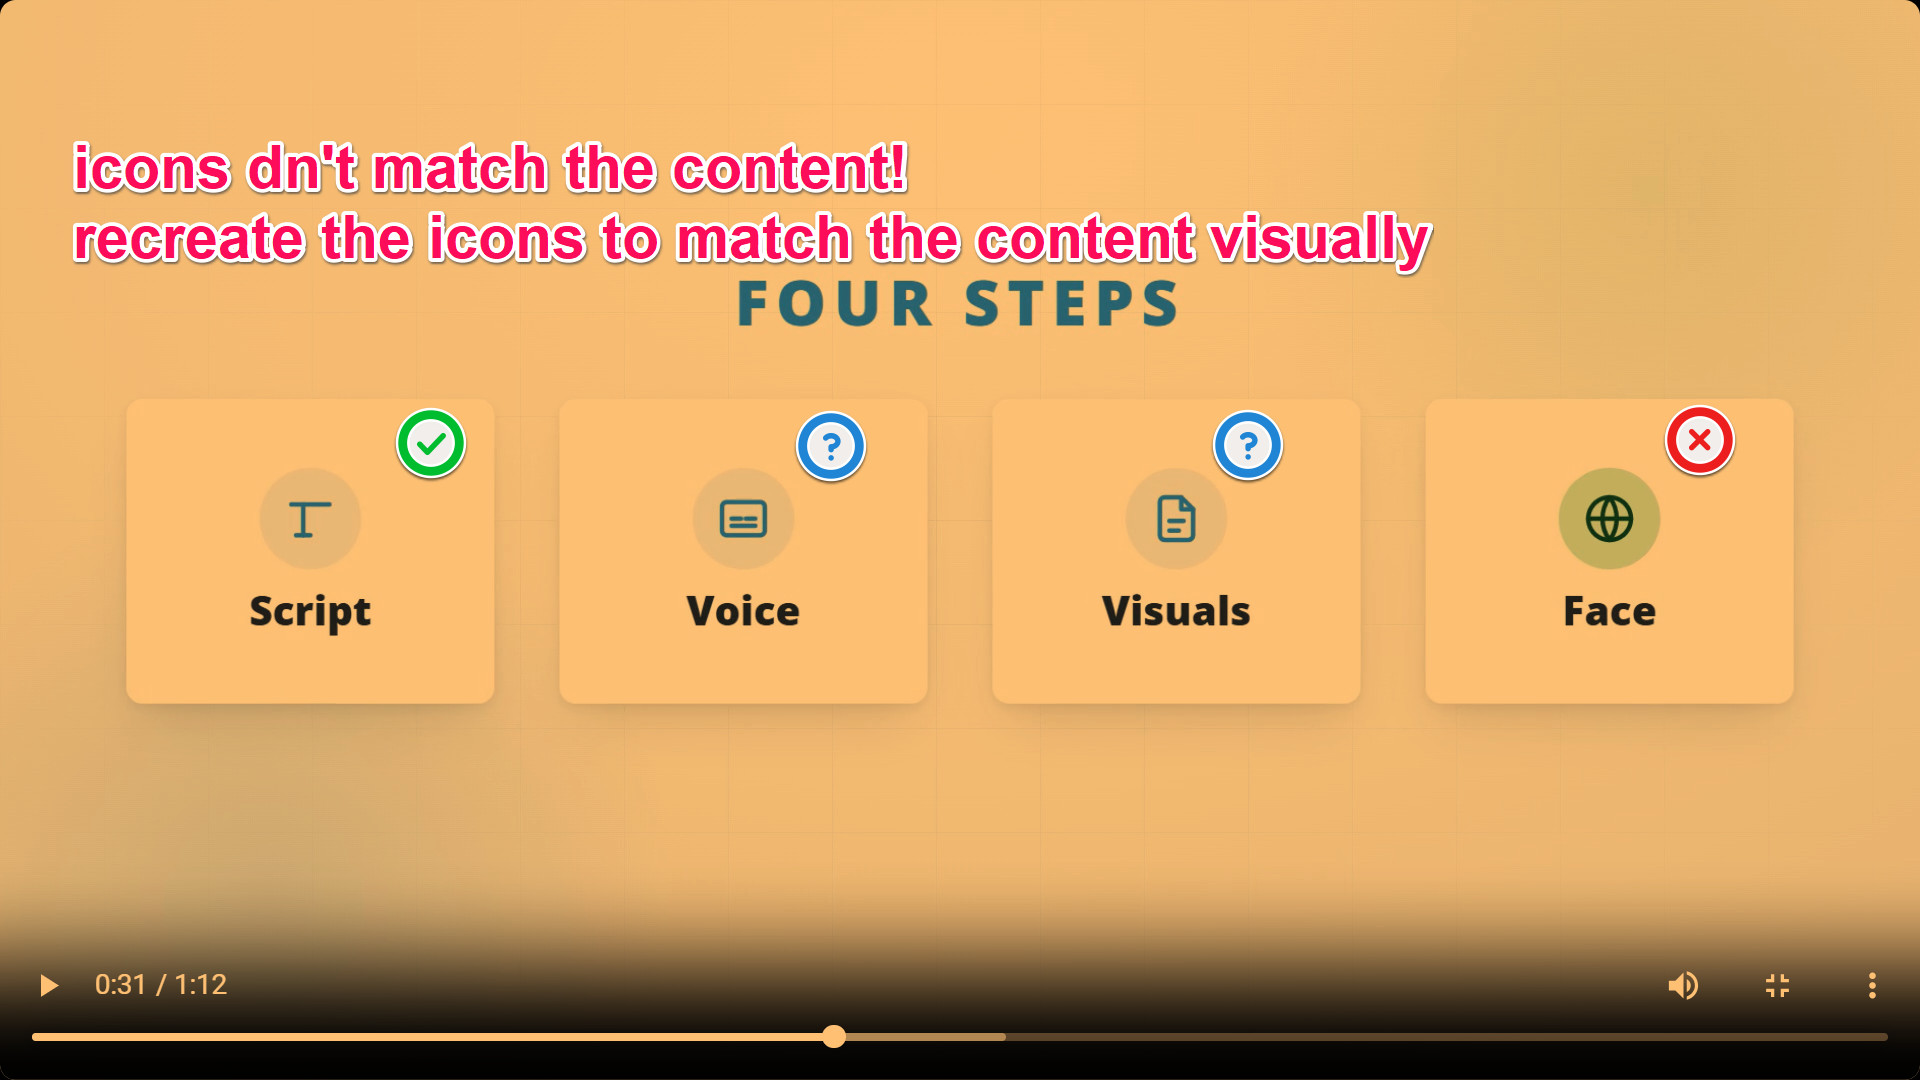 icons dn't match the content!
recreate the icons to match the content visually
FOUR STEPS
Script
Voice
Visuals
Face
0:31 / 1:12